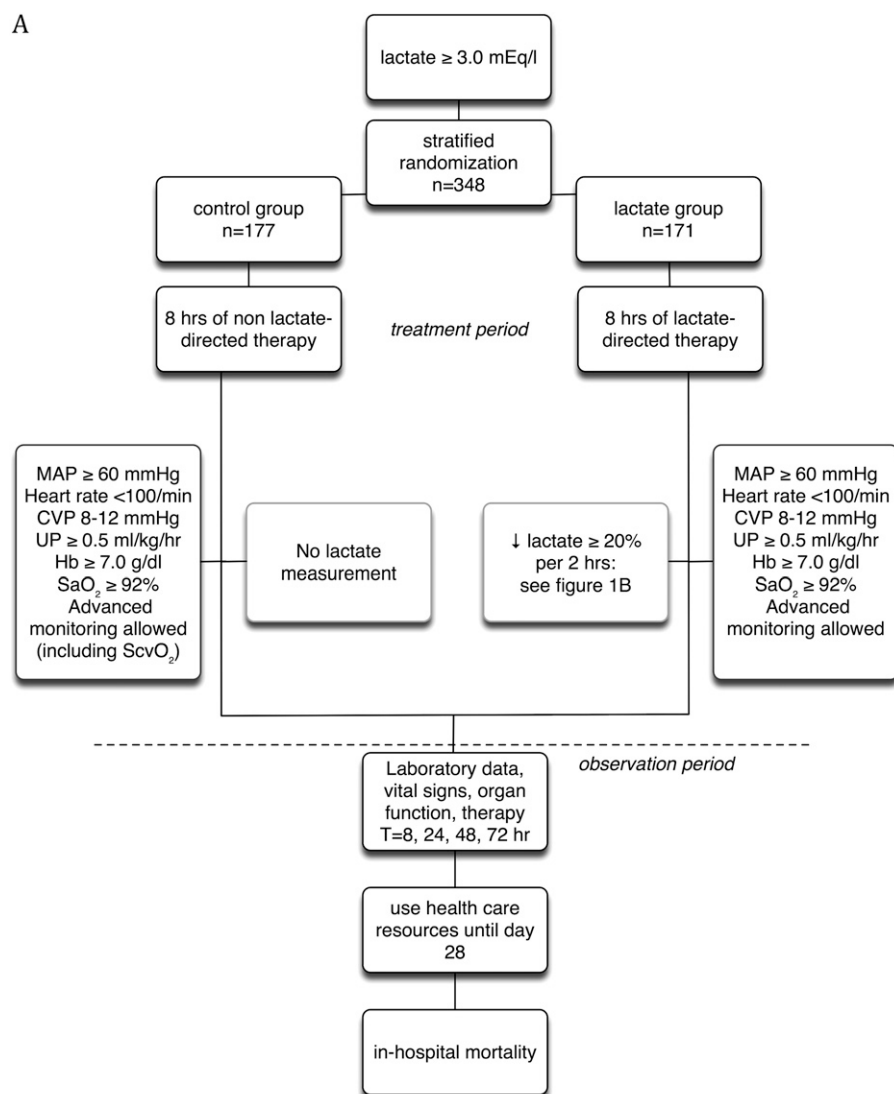 A
lactate ≥ 3.0 mEq/l
stratified
randomization
n=348
control group
n=177
lactate group
n=171
8 hrs of non lactate-
directed therapy
treatment period
8 hrs of lactate-
directed therapy
MAP ≥ 60 mmHg
Heart rate <100/min
CVP 8-12 mmHg
UP ≥ 0.5 ml/kg/hr
Hb ≥ 7.0 g/dl
SaO₂ ≥ 92%
Advanced
monitoring allowed
(including ScvO₂)
No lactate
measurement
↓ lactate ≥ 20%
per 2 hrs:
see figure 1B
MAP ≥ 60 mmHg
Heart rate <100/min
CVP 8-12 mmHg
UP ≥ 0.5 ml/kg/hr
Hb ≥ 7.0 g/dl
SaO₂ ≥ 92%
Advanced
monitoring allowed
observation period
Laboratory data,
vital signs, organ
function, therapy
T=8, 24, 48, 72 hr
use health care
resources until day
28
in-hospital mortality